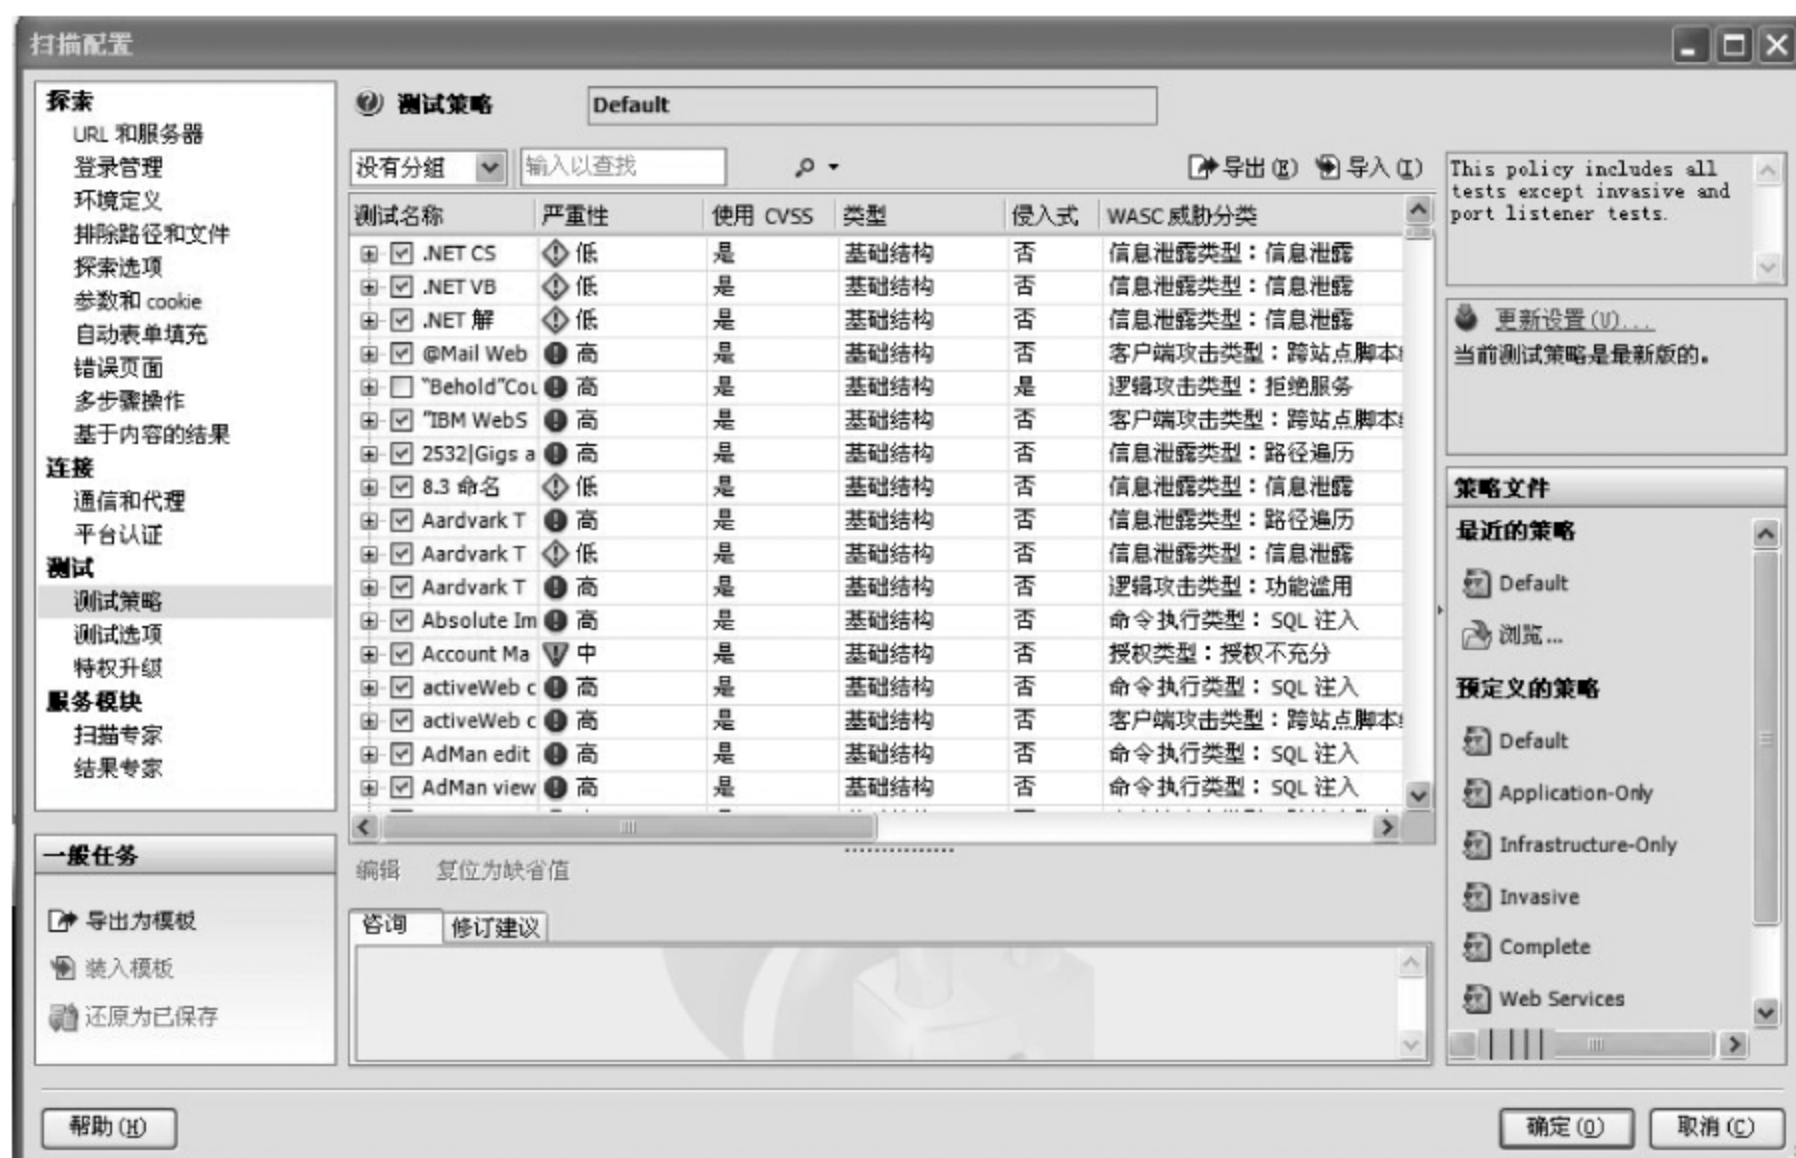 扫描配置
探索
URL 和服务器
登录管理
环境定义
排除路径和文件
探索选项
参数和 cookie
自动表单填充
错误页面
多步骤操作
基于内容的结果
连接
通信和代理
平台认证
测试
测试策略
测试选项
特权升级
服务模块
扫描专家
结果专家
一般任务
导出为模板
装入模板
还原为已保存
测试策略 Default
没有分组 输入以查找 导出(E) 导入(I)
测试名称 严重性 使用 CVSS 类型 侵入式 WASC 威胁分类
.NET CS 低 是 基础结构 否 信息泄露类型：信息泄露
.NET VB 低 是 基础结构 否 信息泄露类型：信息泄露
.NET 解 低 是 基础结构 否 信息泄露类型：信息泄露
@Mail Web 高 是 基础结构 否 客户端攻击类型：跨站点脚本
"Behold"Cou 高 是 基础结构 是 逻辑攻击类型：拒绝服务
"IBM WebS 高 是 基础结构 否 客户端攻击类型：跨站点脚本
2532|Gigs a 高 是 基础结构 否 信息泄露类型：路径遍历
8.3 命名 低 是 基础结构 否 信息泄露类型：信息泄露
Aardvark T 高 是 基础结构 否 信息泄露类型：路径遍历
Aardvark T 低 是 基础结构 否 信息泄露类型：信息泄露
Aardvark T 高 是 基础结构 否 逻辑攻击类型：功能滥用
Absolute Im 高 是 基础结构 否 命令执行类型：SQL 注入
Account Ma 中 是 基础结构 否 授权类型：授权不充分
activeWeb c 高 是 基础结构 否 命令执行类型：SQL 注入
activeWeb c 高 是 基础结构 否 客户端攻击类型：跨站点脚本
AdMan edit 高 是 基础结构 否 命令执行类型：SQL 注入
AdMan view 高 是 基础结构 否 命令执行类型：SQL 注入
编辑 复位为缺省值
咨询 修订建议
This policy includes all
tests except invasive and
port listener tests.
更新设置(U)...
当前测试策略是最新版的。
策略文件
最近的策略
Default
浏览...
预定义的策略
Default
Application-Only
Infrastructure-Only
Invasive
Complete
Web Services
帮助(H) 确定(O) 取消(C)